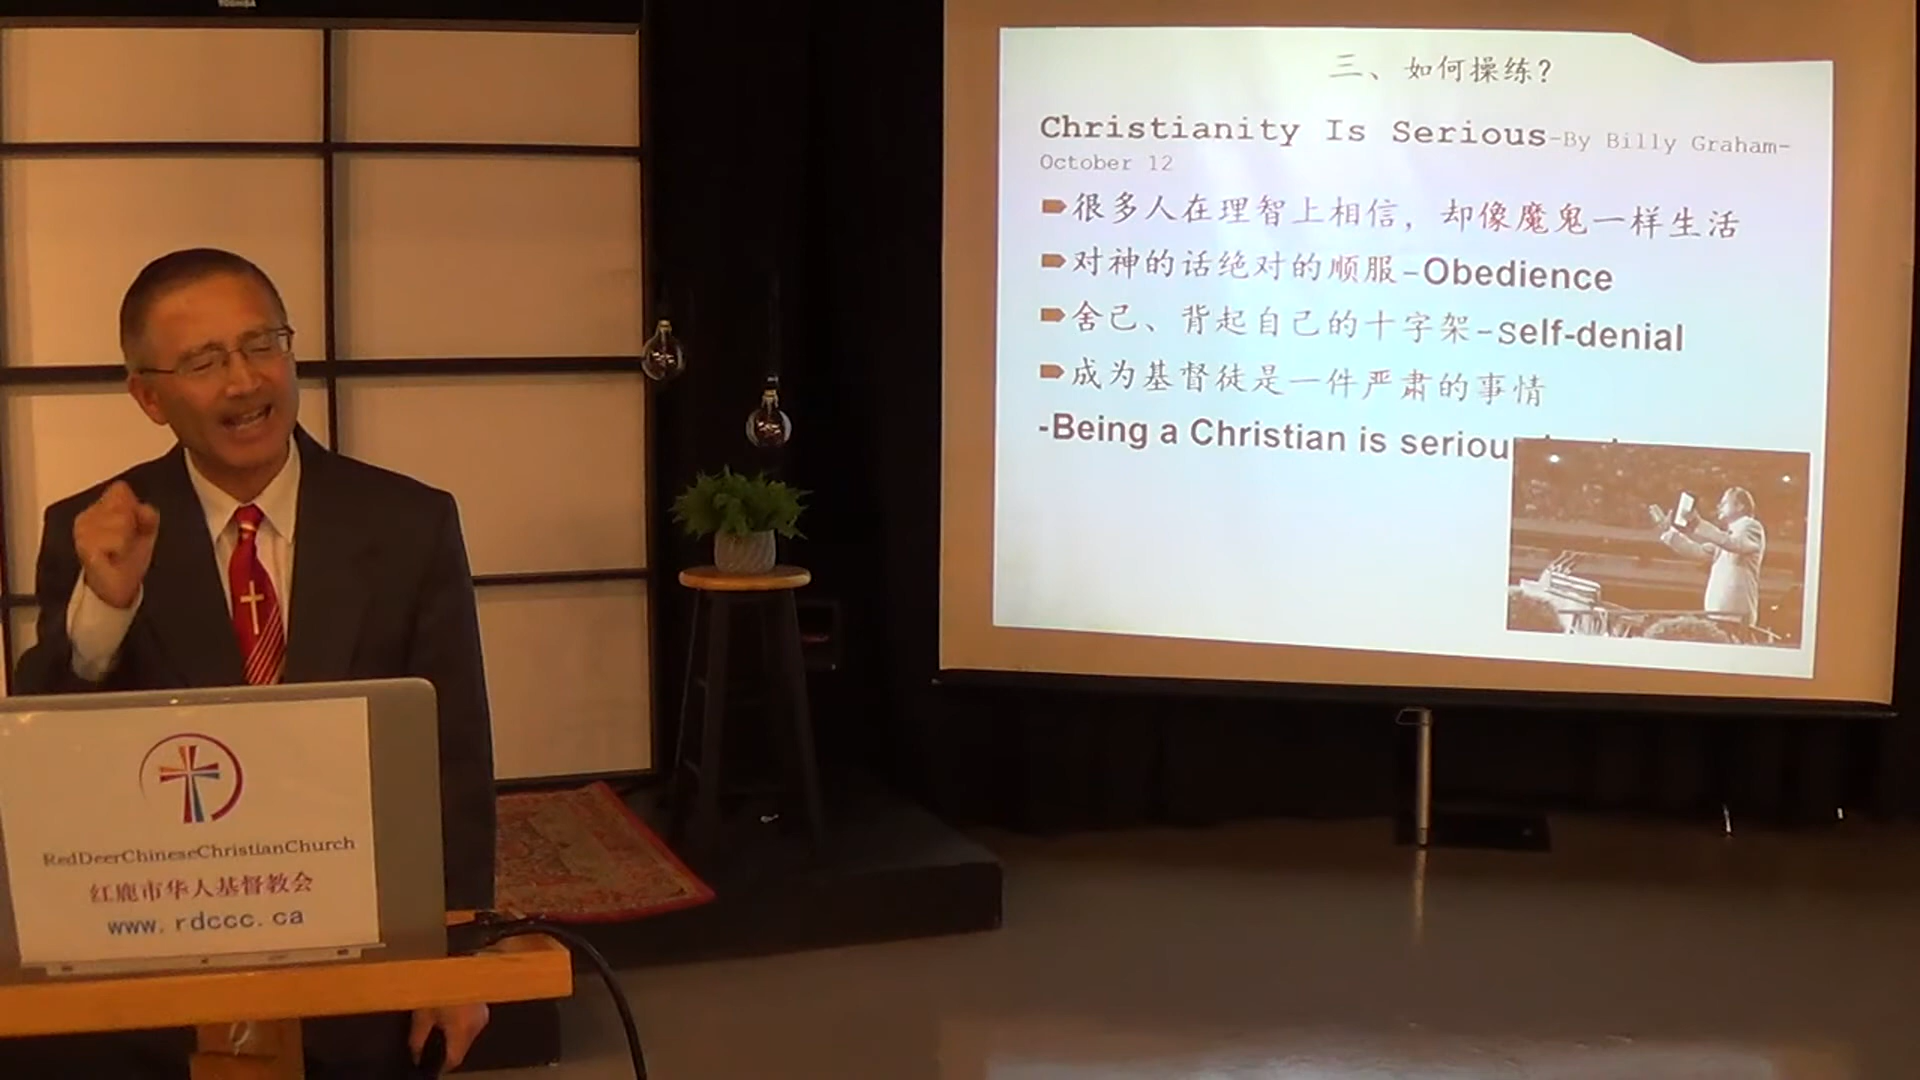 TOSHIBA
三、如何操练?
Christianity Is Serious-By Billy Graham-
October 12
很多人在理智上相信，却像魔鬼一样生活
对神的话绝对的顺服-Obedience
舍己、背起自己的十字架-Self-denial
成为基督徒是一件严肃的事情
-Being a Christian is seriou
RedDeerChineseChristianChurch
红鹿市华人基督教会
www.rdccc.ca